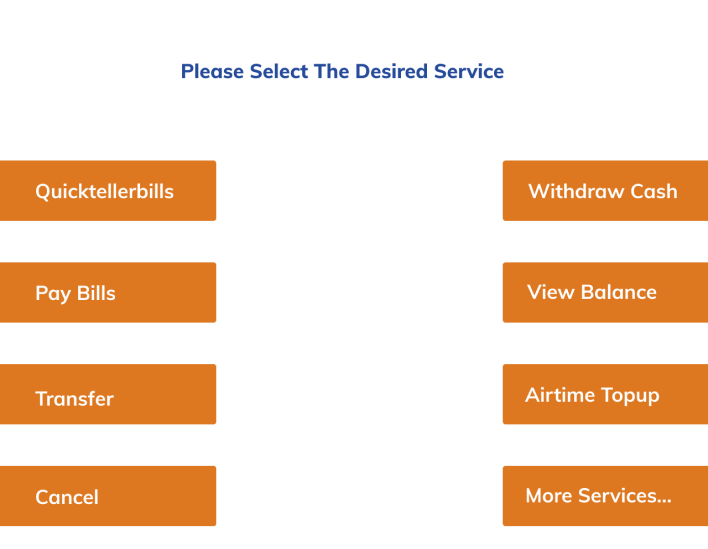 Please Select The Desired Service
Quicktellerbills
Withdraw Cash
Pay Bills
View Balance
Transfer
Airtime Topup
Cancel
More Services...